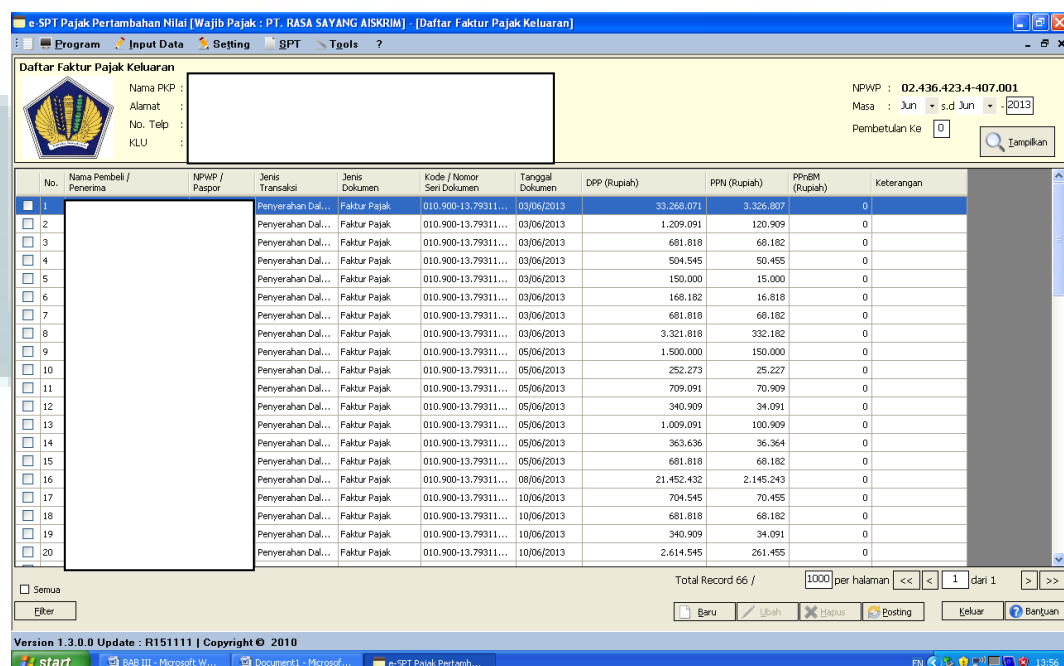 e-SPT Pajak Pertambahan Nilai [Wajib Pajak : PT. RASA SAYANG AISKRIM] - [Daftar Faktur Pajak Keluaran]
Program Input Data Setting SPT Tools ?
Daftar Faktur Pajak Keluaran
Nama PKP :
Alamat :
No. Telp :
KLU :
NPWP : 02.436.423.4-407.001
Masa : Jun s.d Jun - 2013
Pembetulan Ke 0
Tampilkan
No. Nama Pembeli / Penerima NPWP / Paspor Jenis Transaksi Jenis Dokumen Kode / Nomor Seri Dokumen Tanggal Dokumen DPP (Rupiah) PPN (Rupiah) PPnBM (Rupiah) Keterangan
1 Penyerahan Dal... Faktur Pajak 010.900-13.79311... 03/06/2013 33.268.071 3.326.807 0
2 Penyerahan Dal... Faktur Pajak 010.900-13.79311... 03/06/2013 1.209.091 120.909 0
3 Penyerahan Dal... Faktur Pajak 010.900-13.79311... 03/06/2013 681.818 68.182 0
4 Penyerahan Dal... Faktur Pajak 010.900-13.79311... 03/06/2013 504.545 50.455 0
5 Penyerahan Dal... Faktur Pajak 010.900-13.79311... 03/06/2013 150.000 15.000 0
6 Penyerahan Dal... Faktur Pajak 010.900-13.79311... 03/06/2013 168.182 16.818 0
7 Penyerahan Dal... Faktur Pajak 010.900-13.79311... 03/06/2013 681.818 68.182 0
8 Penyerahan Dal... Faktur Pajak 010.900-13.79311... 03/06/2013 3.321.818 332.182 0
9 Penyerahan Dal... Faktur Pajak 010.900-13.79311... 05/06/2013 1.500.000 150.000 0
10 Penyerahan Dal... Faktur Pajak 010.900-13.79311... 05/06/2013 252.273 25.227 0
11 Penyerahan Dal... Faktur Pajak 010.900-13.79311... 05/06/2013 709.091 70.909 0
12 Penyerahan Dal... Faktur Pajak 010.900-13.79311... 05/06/2013 340.909 34.091 0
13 Penyerahan Dal... Faktur Pajak 010.900-13.79311... 05/06/2013 1.009.091 100.909 0
14 Penyerahan Dal... Faktur Pajak 010.900-13.79311... 05/06/2013 363.636 36.364 0
15 Penyerahan Dal... Faktur Pajak 010.900-13.79311... 05/06/2013 681.818 68.182 0
16 Penyerahan Dal... Faktur Pajak 010.900-13.79311... 08/06/2013 21.452.432 2.145.243 0
17 Penyerahan Dal... Faktur Pajak 010.900-13.79311... 10/06/2013 704.545 70.455 0
18 Penyerahan Dal... Faktur Pajak 010.900-13.79311... 10/06/2013 681.818 68.182 0
19 Penyerahan Dal... Faktur Pajak 010.900-13.79311... 10/06/2013 340.909 34.091 0
20 Penyerahan Dal... Faktur Pajak 010.900-13.79311... 10/06/2013 2.614.545 261.455 0
Total Record 66 / 1000 per halaman << < 1 dari 1 > >>
Semua
Filter Baru Ubah Hapus Posting Keluar Bantuan
Version 1.3.0.0 Update : R151111 | Copyright © 2010
start BAB III - Microsoft W... Document1 - Microsof... e-SPT Pajak Pertamb... EN 13:56